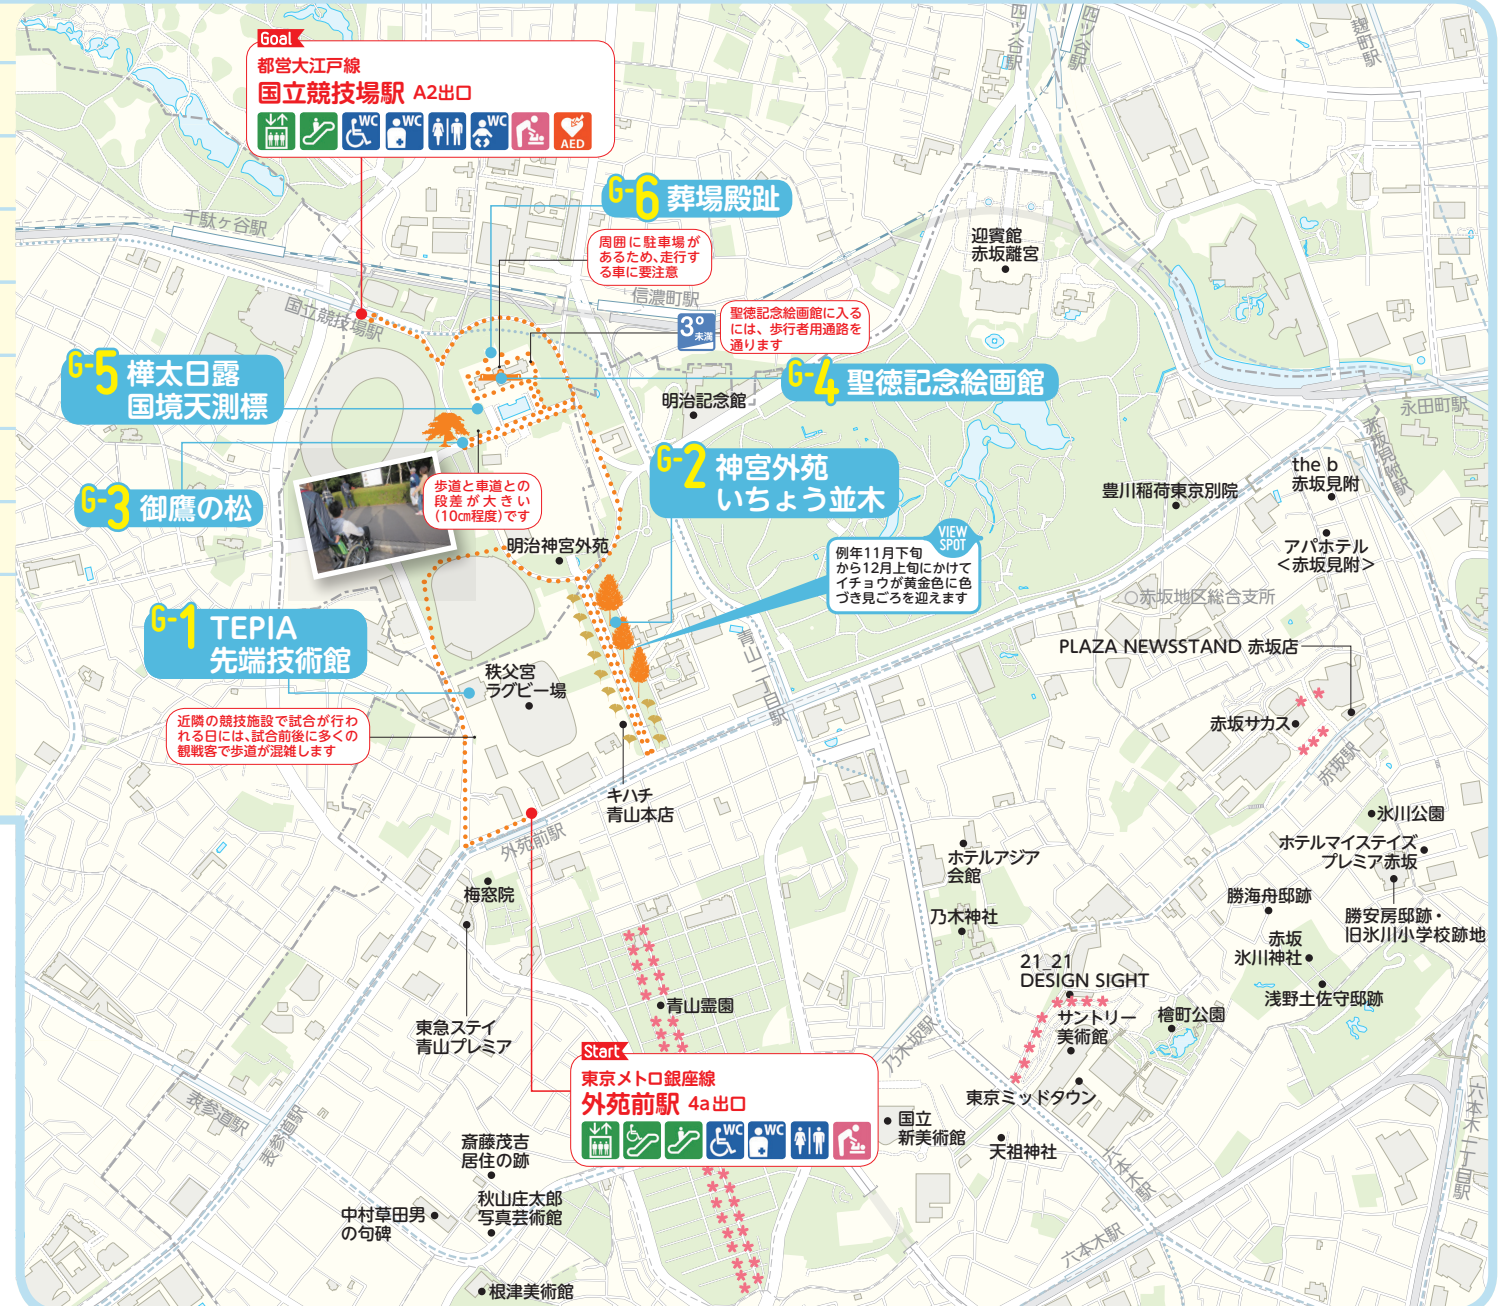 Goal
都営大江戸線
国立競技場駅 A2出口
WC
WC
WC
AED
四ツ谷駅
四ツ谷駅
麹町駅
千駄ヶ谷駅
G-6 葬場殿趾
周囲に駐車場が
あるため、走行す
る車に要注意
迎賓館
赤坂離宮
信濃町駅
国立競技場駅
3°未満
聖徳記念絵画館に入る
には、歩行者用通路を
通ります
G-5 樺太日露
国境天測標
G-4 聖徳記念絵画館
明治記念館
永田町駅
赤坂見附駅
G-2 神宮外苑
いちょう並木
the b
赤坂見附
豊川稲荷東京別院
G-3 御鷹の松
歩道と車道との
段差が大きい
(10cm程度)です
明治神宮外苑
VIEW
SPOT
例年11月下旬
から12月上旬にかけて
イチョウが黄金色に色
づき見ごろを迎えます
アパホテル
<赤坂見附>
赤坂地区総合支所
G-1 TEPIA
先端技術館
青山一丁目駅
PLAZA NEWSSTAND 赤坂店
秩父宮
ラグビー場
近隣の競技施設で試合が行わ
れる日には、試合前後に多くの
観戦客で歩道が混雑します
赤坂サカス
赤坂駅
キハチ
青山本店
外苑前駅
氷川公園
ホテルマイステイズ
プレミア赤坂
ホテルアジア
会館
梅窓院
勝海舟邸跡
勝安房邸跡・
旧氷川小学校跡地
乃木神社
赤坂
氷川神社
21_21
DESIGN SIGHT
浅野土佐守邸跡
青山霊園
サントリー
美術館
檜町公園
東急ステイ
青山プレミア
乃木坂駅
Start
東京メトロ銀座線
外苑前駅 4a出口
WC
WC
東京ミッドタウン
表参道駅
表参道駅
国立
新美術館
天祖神社
六本木一丁目駅
斎藤茂吉
居住の跡
六本木駅
秋山庄太郎
写真芸術館
中村草田男
の句碑
六本木駅
根津美術館